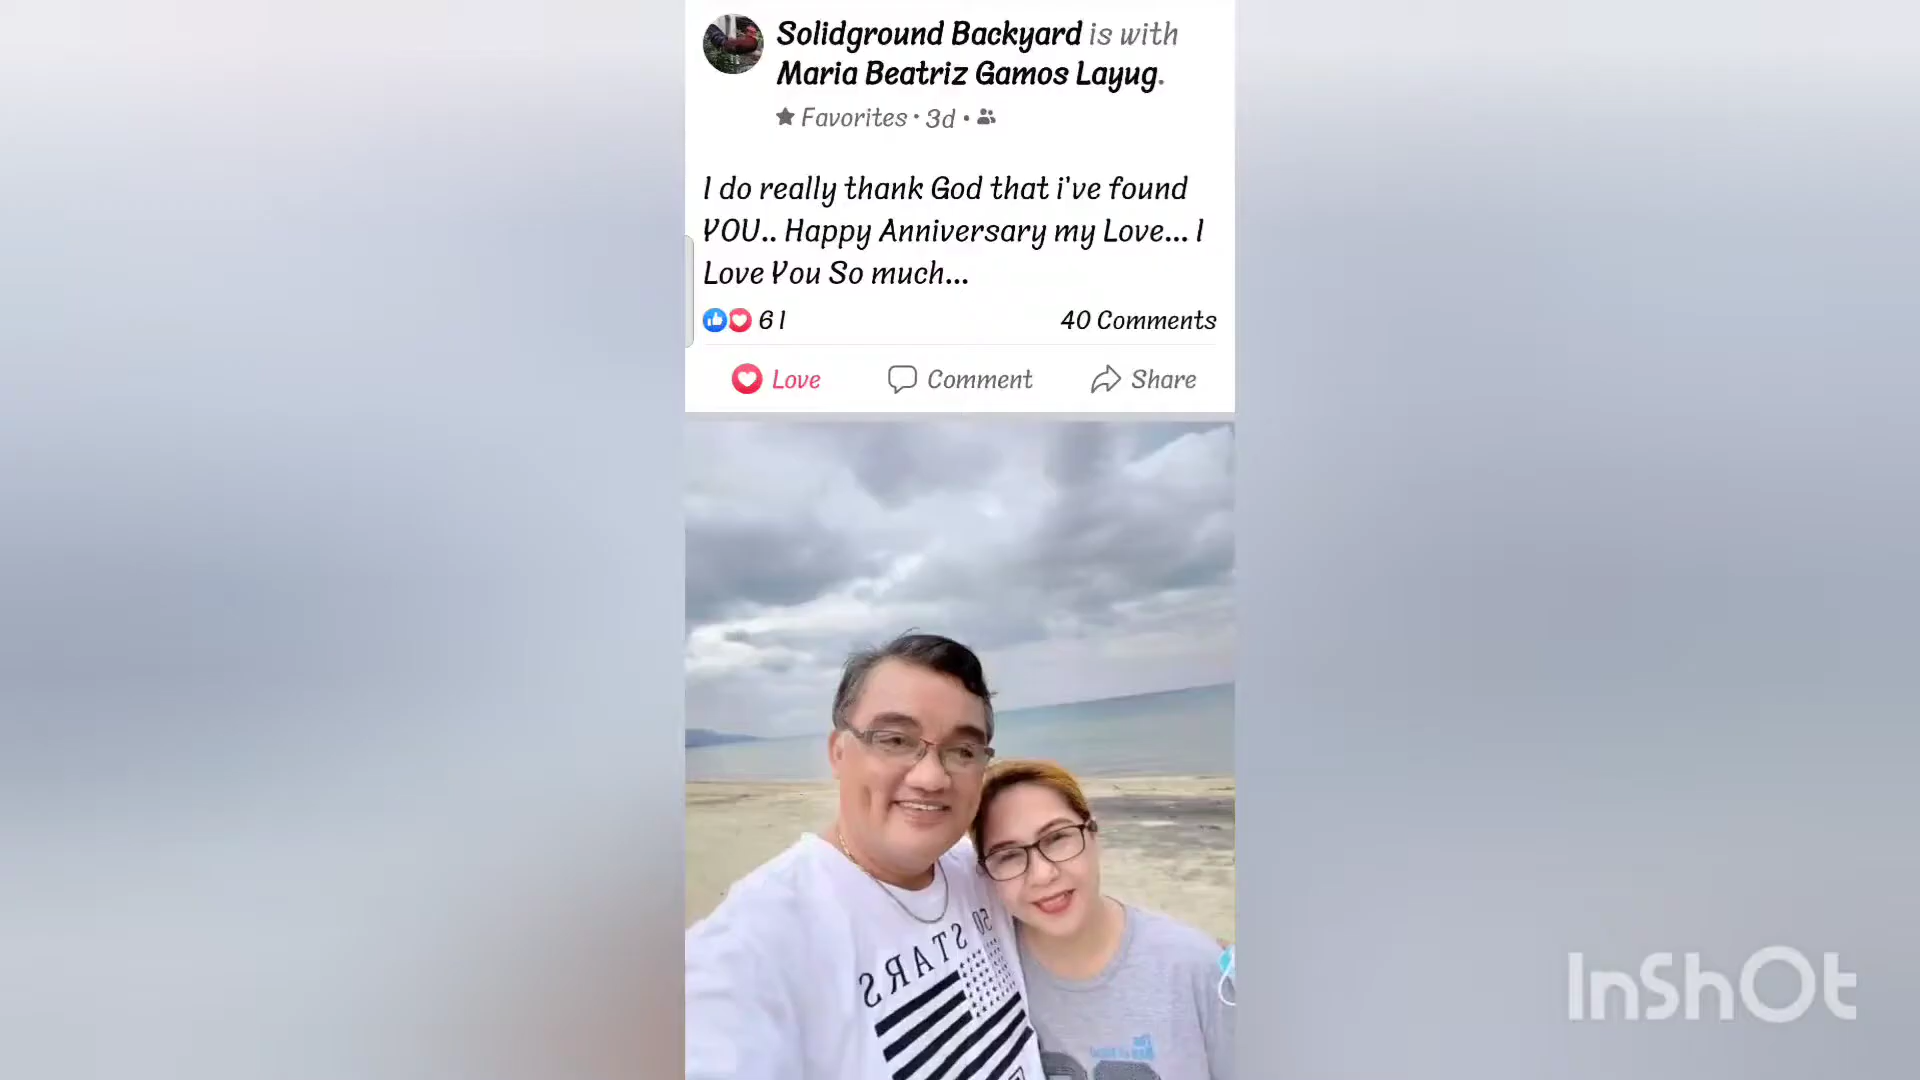 Solidground Backyard is with
Maria Beatriz Gamos Layug.
Favorites · 3d ·
I do really thank God that i've found
YOU.. Happy Anniversary my Love... I
Love You So much...
61
40 Comments
Love
Comment
Share
50 STARS
InShOt